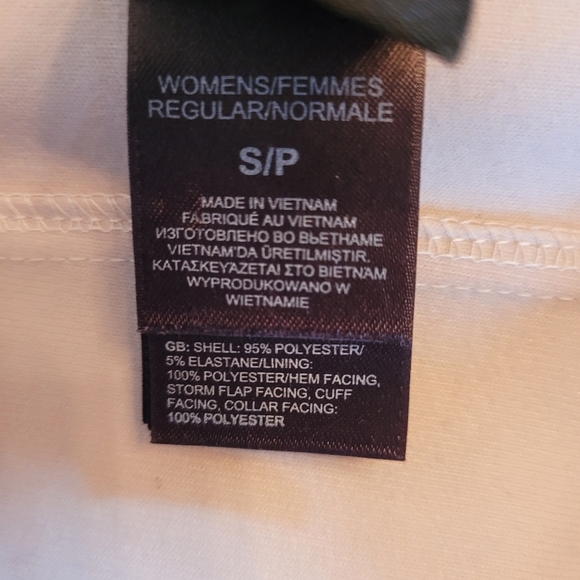 WOMENS/FEMMES
REGULAR/NORMALE
S/P
MADE IN VIETNAM
FABRIQUÉ AU VIETNAM
ИЗГОТОВЛЕНО ВО ВЬЕТНАМЕ
VIETNAM'DA ÜRETILMIŞTIR.
ΚΑΤΑΣΚΕΥΆΖΕΤΑΙ ΣΤΟ ΒΙΕΤΝΆΜ
WYPRODUKOWANO W
WIETNAMIE
GB: SHELL: 95% POLYESTER/
5% ELASTANE/LINING:
100% POLYESTER/HEM FACING,
STORM FLAP FACING, CUFF
FACING, COLLAR FACING:
100% POLYESTER